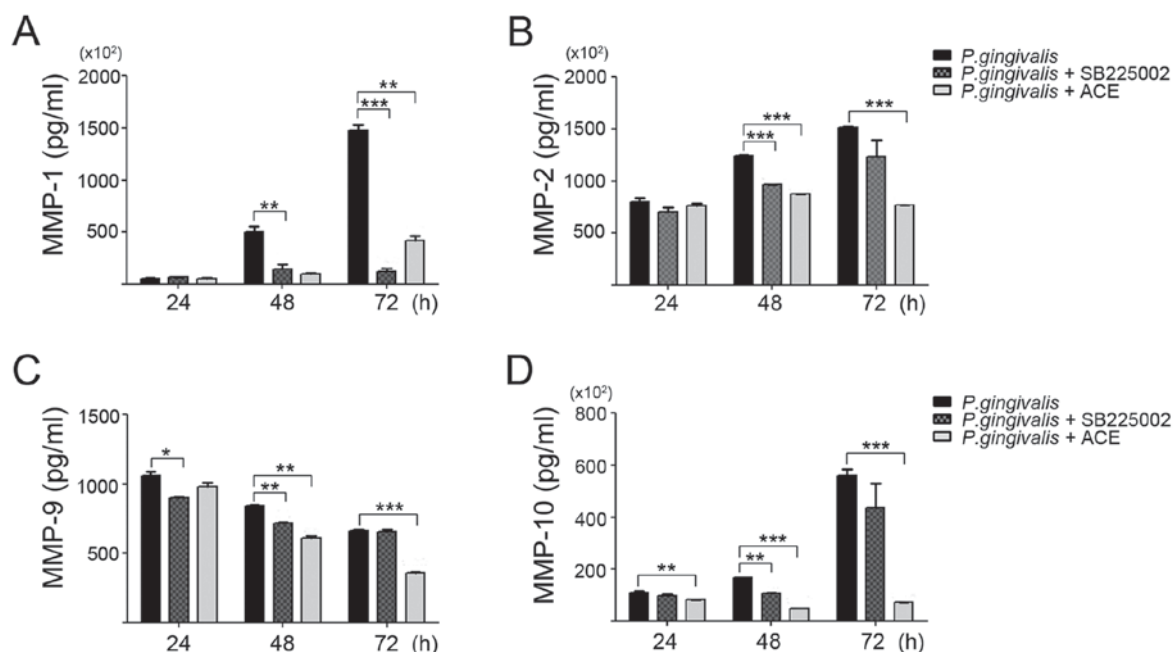 A
(x10²)
MMP-1 (pg/ml)
2000
1500
1000
500
**
***
**
24
48
72
(h)
B
(x10²)
MMP-2 (pg/ml)
2000
1500
1000
500
***
***
***
24
48
72
(h)
P.gingivalis
P.gingivalis + SB225002
P.gingivalis + ACE
C
MMP-9 (pg/ml)
1500
1000
500
*
**
**
***
24
48
72
(h)
D
(x10²)
MMP-10 (pg/ml)
800
600
400
200
**
***
**
***
24
48
72
(h)
P.gingivalis
P.gingivalis + SB225002
P.gingivalis + ACE